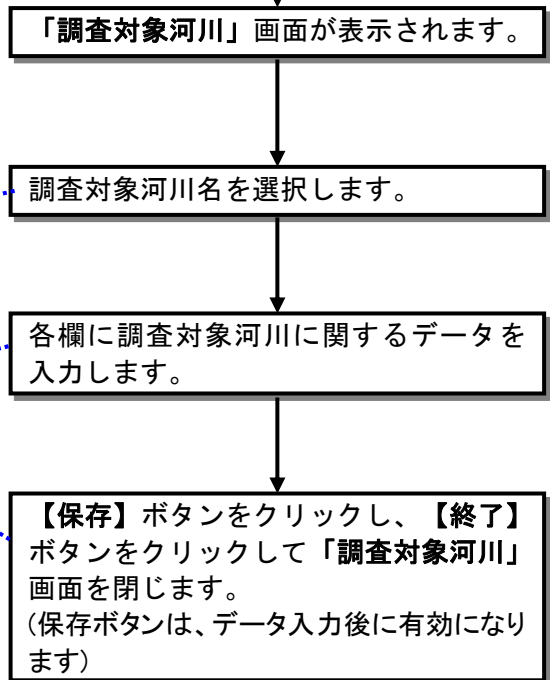 「調査対象河川」画面が表示されます。
調査対象河川名を選択します。
各欄に調査対象河川に関するデータを
入力します。
【保存】ボタンをクリックし、【終了】
ボタンをクリックして「調査対象河川」
画面を閉じます。
(保存ボタンは、データ入力後に有効になり
ます)